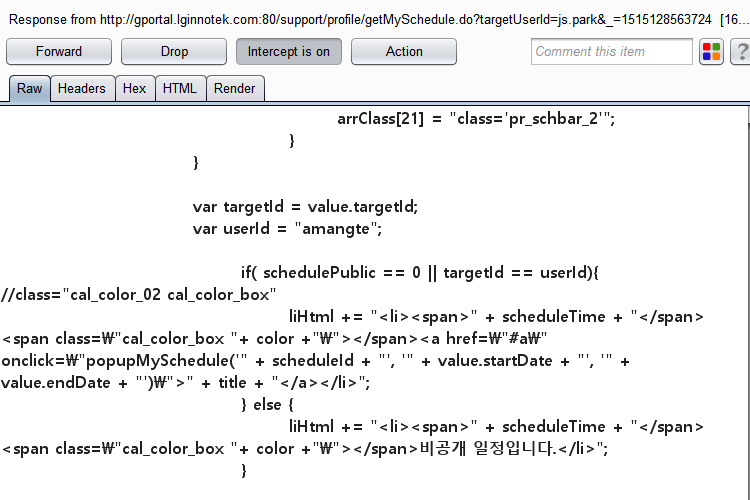 Response from http://gportal.lginnotek.com:80/support/profile/getMySchedule.do?targetUserId=js.park&_=1515128563724 [16...
Forward Drop Intercept is on Action Comment this item ?
Raw Headers Hex HTML Render
arrClass[21] = "class='pr_schbar_2'";
}
}
var targetId = value.targetId;
var userId = "amangte";
if( schedulePublic == 0 || targetId == userId){
//class="cal_color_02 cal_color_box"
liHtml += "<li><span>" + scheduleTime + "</span>
<span class=₩"cal_color_box "+ color +"₩"></span><a href=₩"#a₩"
onclick=₩"popupMySchedule('" + scheduleId + "', '" + value.startDate + "', '" +
value.endDate + "')₩">" + title + "</a></li>";
} else {
liHtml += "<li><span>" + scheduleTime + "</span>
<span class=₩"cal_color_box "+ color +"₩"></span>비공개 일정입니다.</li>";
}